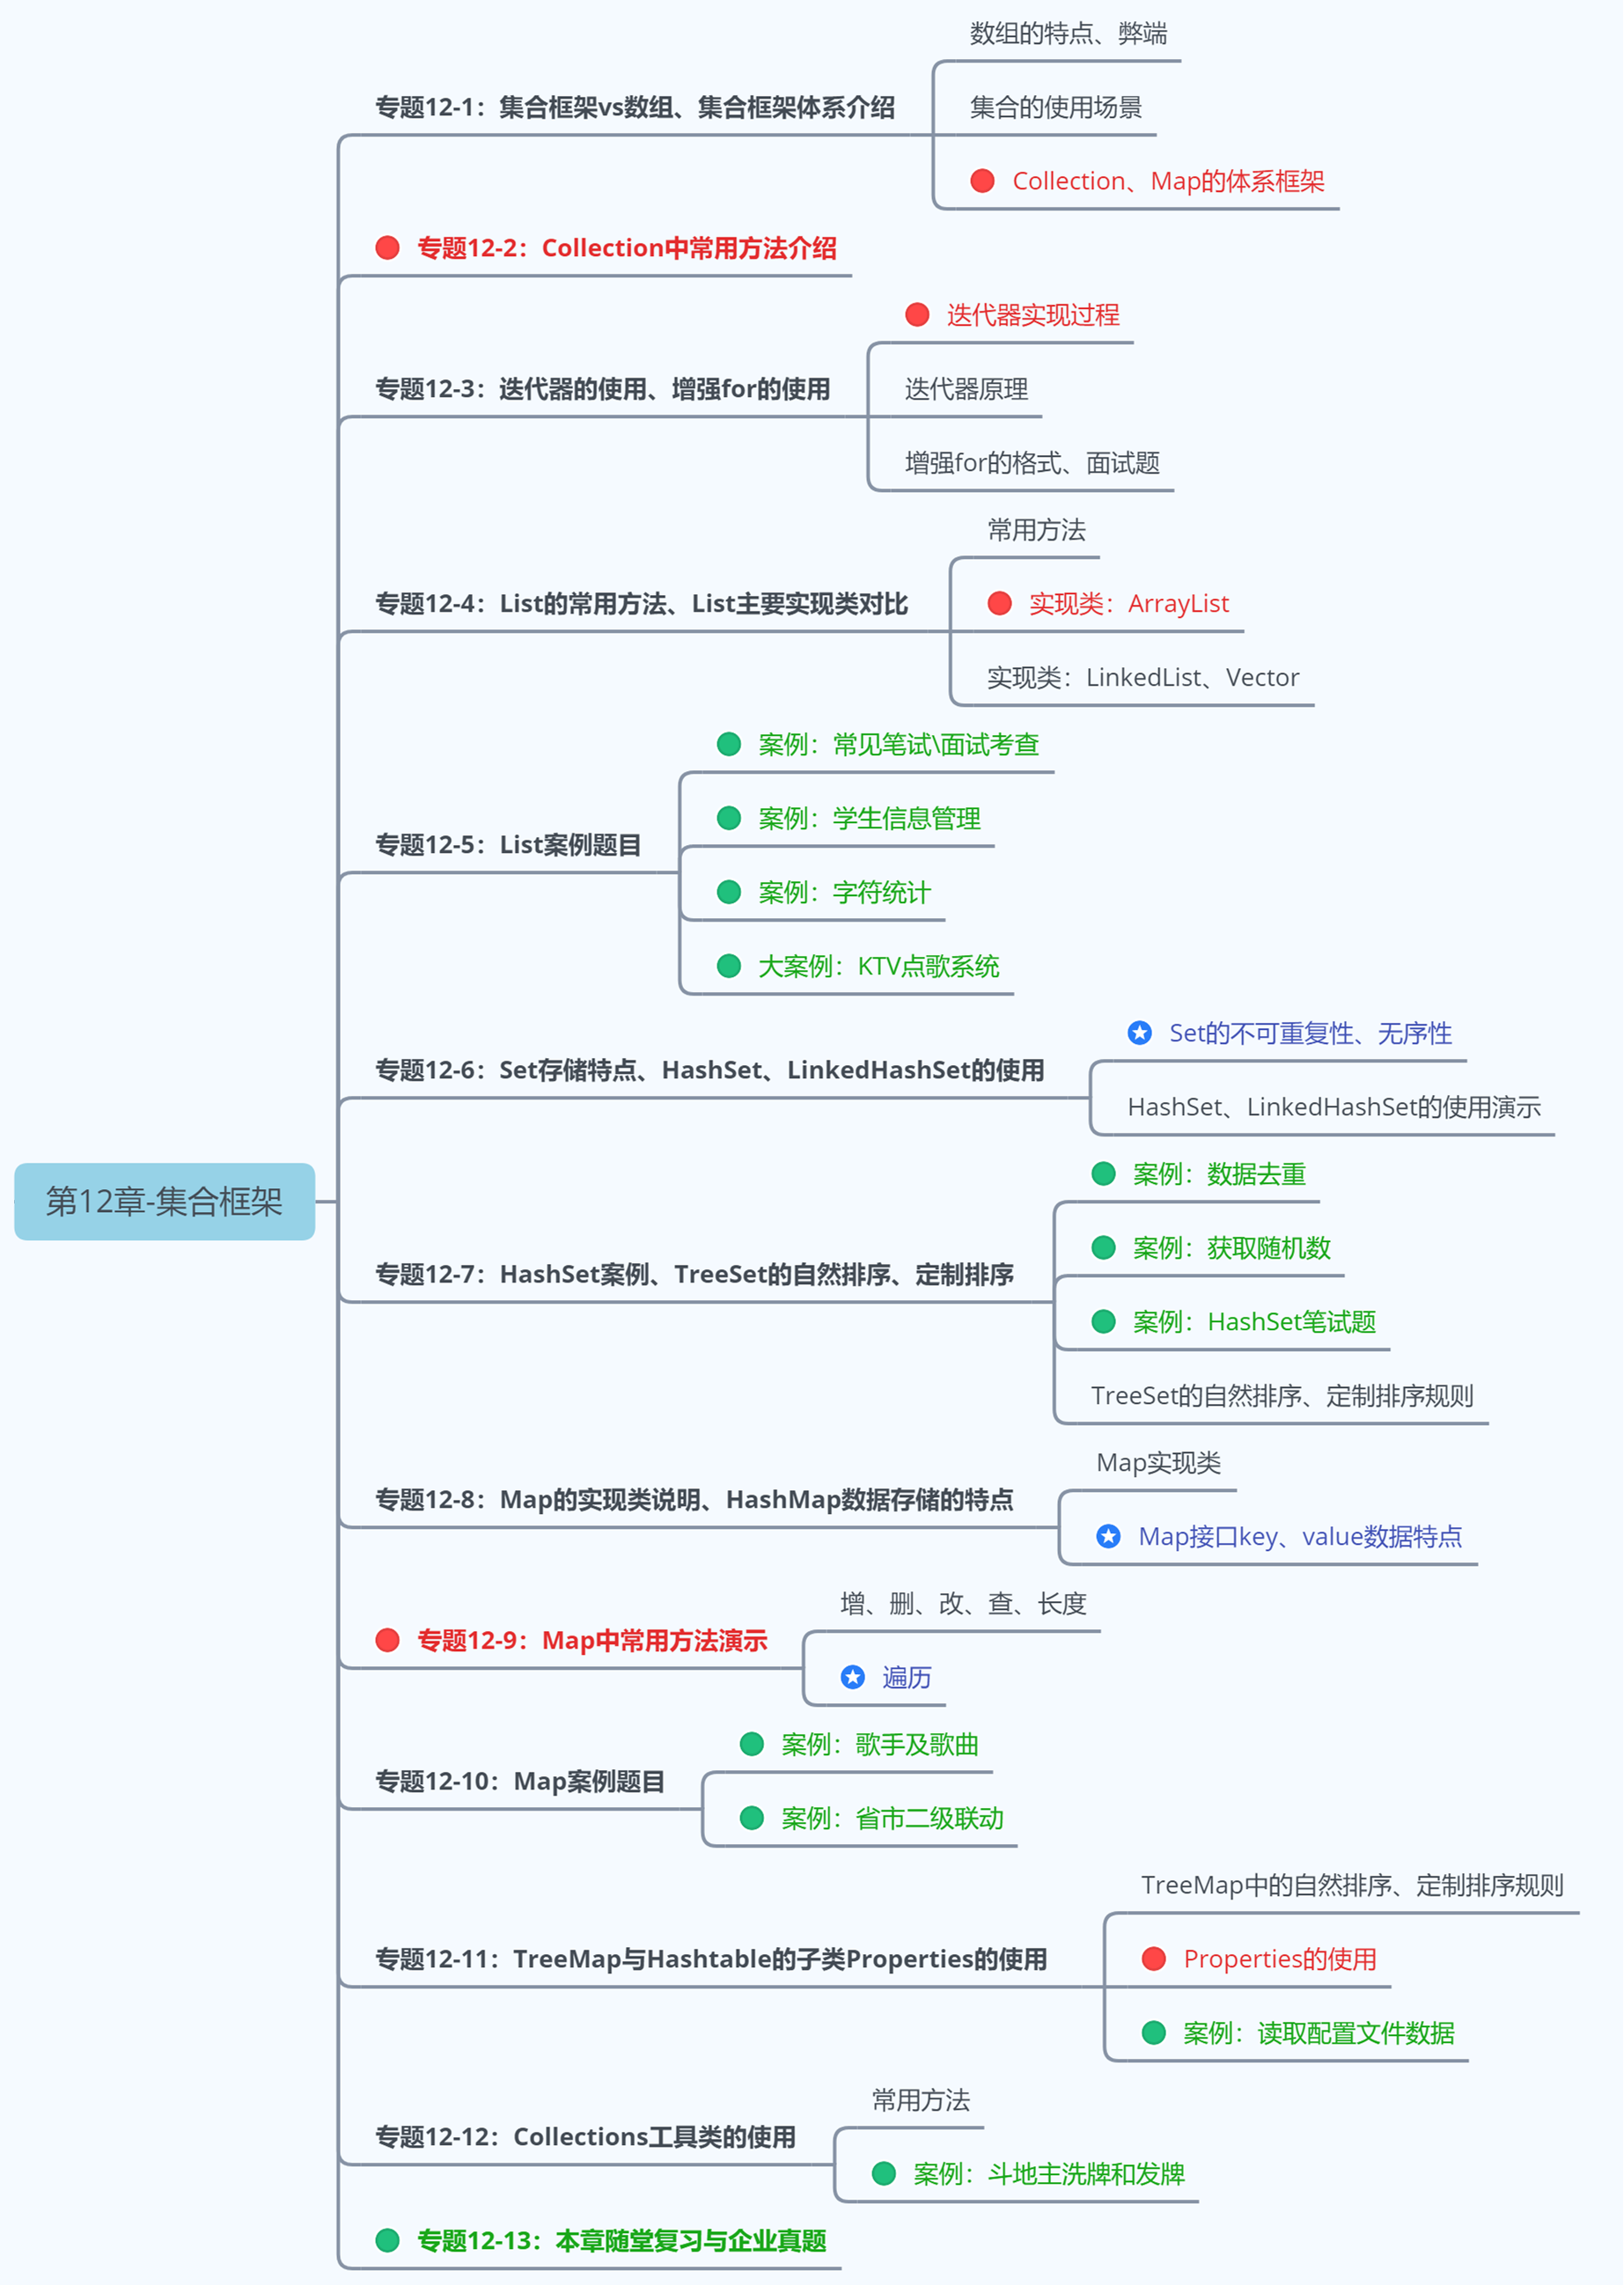 第12章-集合框架
专题12-1：集合框架vs数组、集合框架体系介绍
数组的特点、弊端
集合的使用场景
Collection、Map的体系框架
专题12-2：Collection中常用方法介绍
专题12-3：迭代器的使用、增强for的使用
迭代器实现过程
迭代器原理
增强for的格式、面试题
专题12-4：List的常用方法、List主要实现类对比
常用方法
实现类：ArrayList
实现类：LinkedList、Vector
专题12-5：List案例题目
案例：常见笔试\面试考查
案例：学生信息管理
案例：字符统计
大案例：KTV点歌系统
专题12-6：Set存储特点、HashSet、LinkedHashSet的使用
Set的不可重复性、无序性
HashSet、LinkedHashSet的使用演示
专题12-7：HashSet案例、TreeSet的自然排序、定制排序
案例：数据去重
案例：获取随机数
案例：HashSet笔试题
TreeSet的自然排序、定制排序规则
专题12-8：Map的实现类说明、HashMap数据存储的特点
Map实现类
Map接口key、value数据特点
专题12-9：Map中常用方法演示
增、删、改、查、长度
遍历
专题12-10：Map案例题目
案例：歌手及歌曲
案例：省市二级联动
专题12-11：TreeMap与Hashtable的子类Properties的使用
TreeMap中的自然排序、定制排序规则
Properties的使用
案例：读取配置文件数据
专题12-12：Collections工具类的使用
常用方法
案例：斗地主洗牌和发牌
专题12-13：本章随堂复习与企业真题